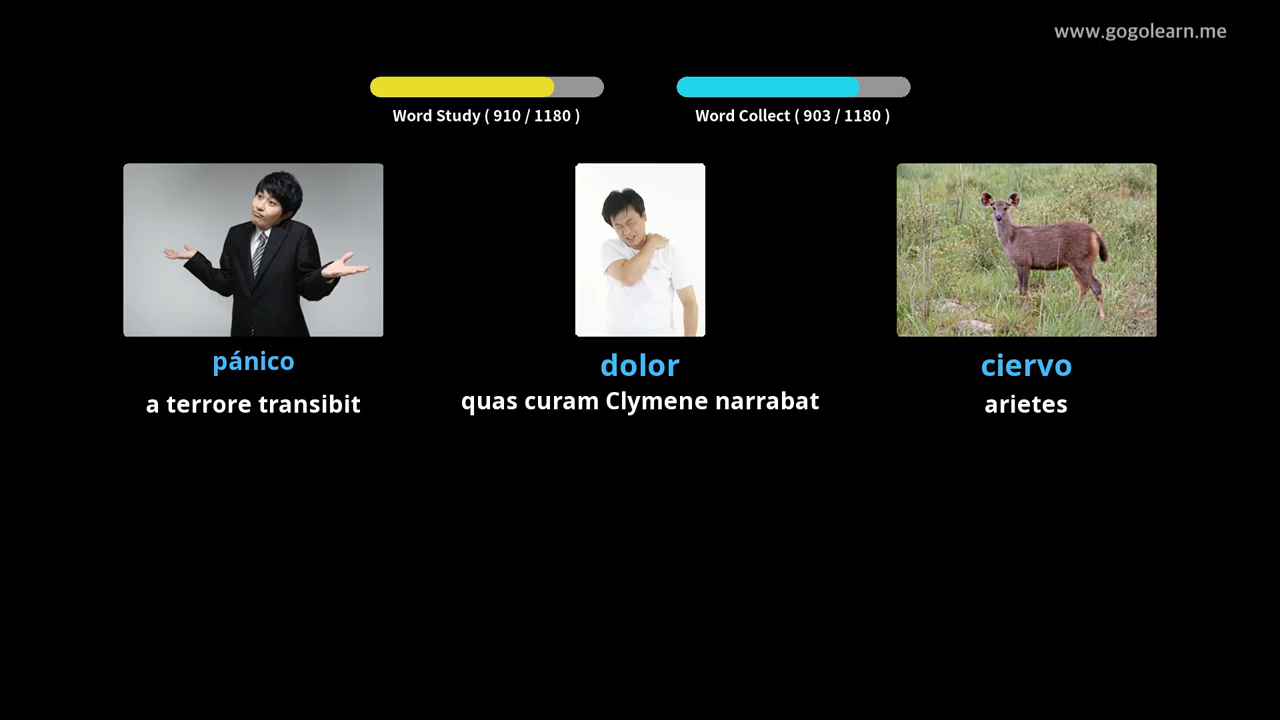 www.gogolearn.me
Word Study ( 910 / 1180 )
Word Collect ( 903 / 1180 )
pánico
a terrore transibit
dolor
quas curam Clymene narrabat
ciervo
arietes